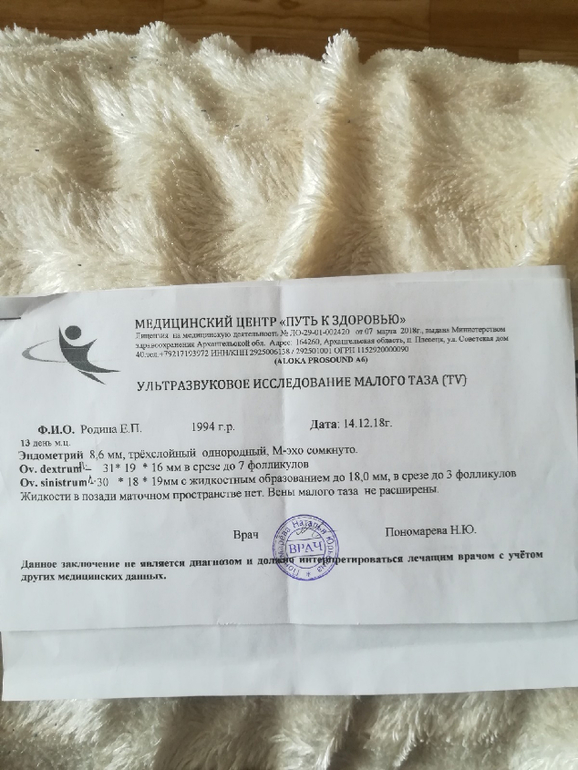 МЕДИЦИНСКИЙ ЦЕНТР «ПУТЬ К ЗДОРОВЬЮ»
Лицензия на медицинскую деятельность № ЛО-29-01-002420 от 07 марта 2018г., выдана Министерством
здравоохранения Архангельской обл. Адрес: 164260, Архангельская область, п. Плесецк, ул. Советская дом
40.тел.+79217193972 ИНН/КПП 2925006138 / 292501001 ОГРН 1152920000090
(ALOKA PROSOUND A6)
УЛЬТРАЗВУКОВОЕ ИССЛЕДОВАНИЕ МАЛОГО ТАЗА (TV)
Ф.И.О. Родина Е.П. 1994 г.р. Дата: 14.12.18г.
13 день м.ц.
Эндометрий 8,6 мм, трёхслойный однородный, М-эхо сомкнуто.
Ov. dextrum – 31* 19 * 16 мм в срезе до 7 фолликулов
Ov. sinistrum - 30 * 18 * 19мм с жидкостным образованием до 18,0 мм, в срезе до 3 фолликулов
Жидкости в позади маточном пространстве нет. Вены малого таза не расширены.
Врач Пономарева Н.Ю.
ВРАЧ
Данное заключение не является диагнозом и должно интерпретироваться лечащим врачом с учётом
других медицинских данных.